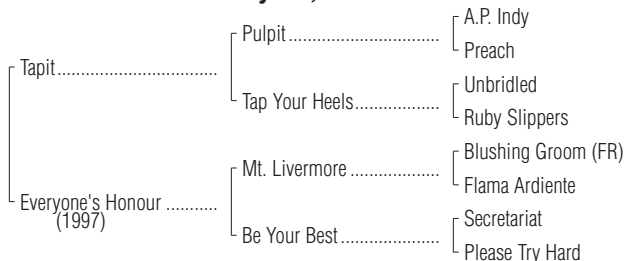 A.P. Indy
Pulpit
Preach
Tapit
Unbridled
Tap Your Heels
Ruby Slippers
Blushing Groom (FR)
Mt. Livermore
Flama Ardiente
Everyone's Honour
(1997)
Secretariat
Be Your Best
Please Try Hard